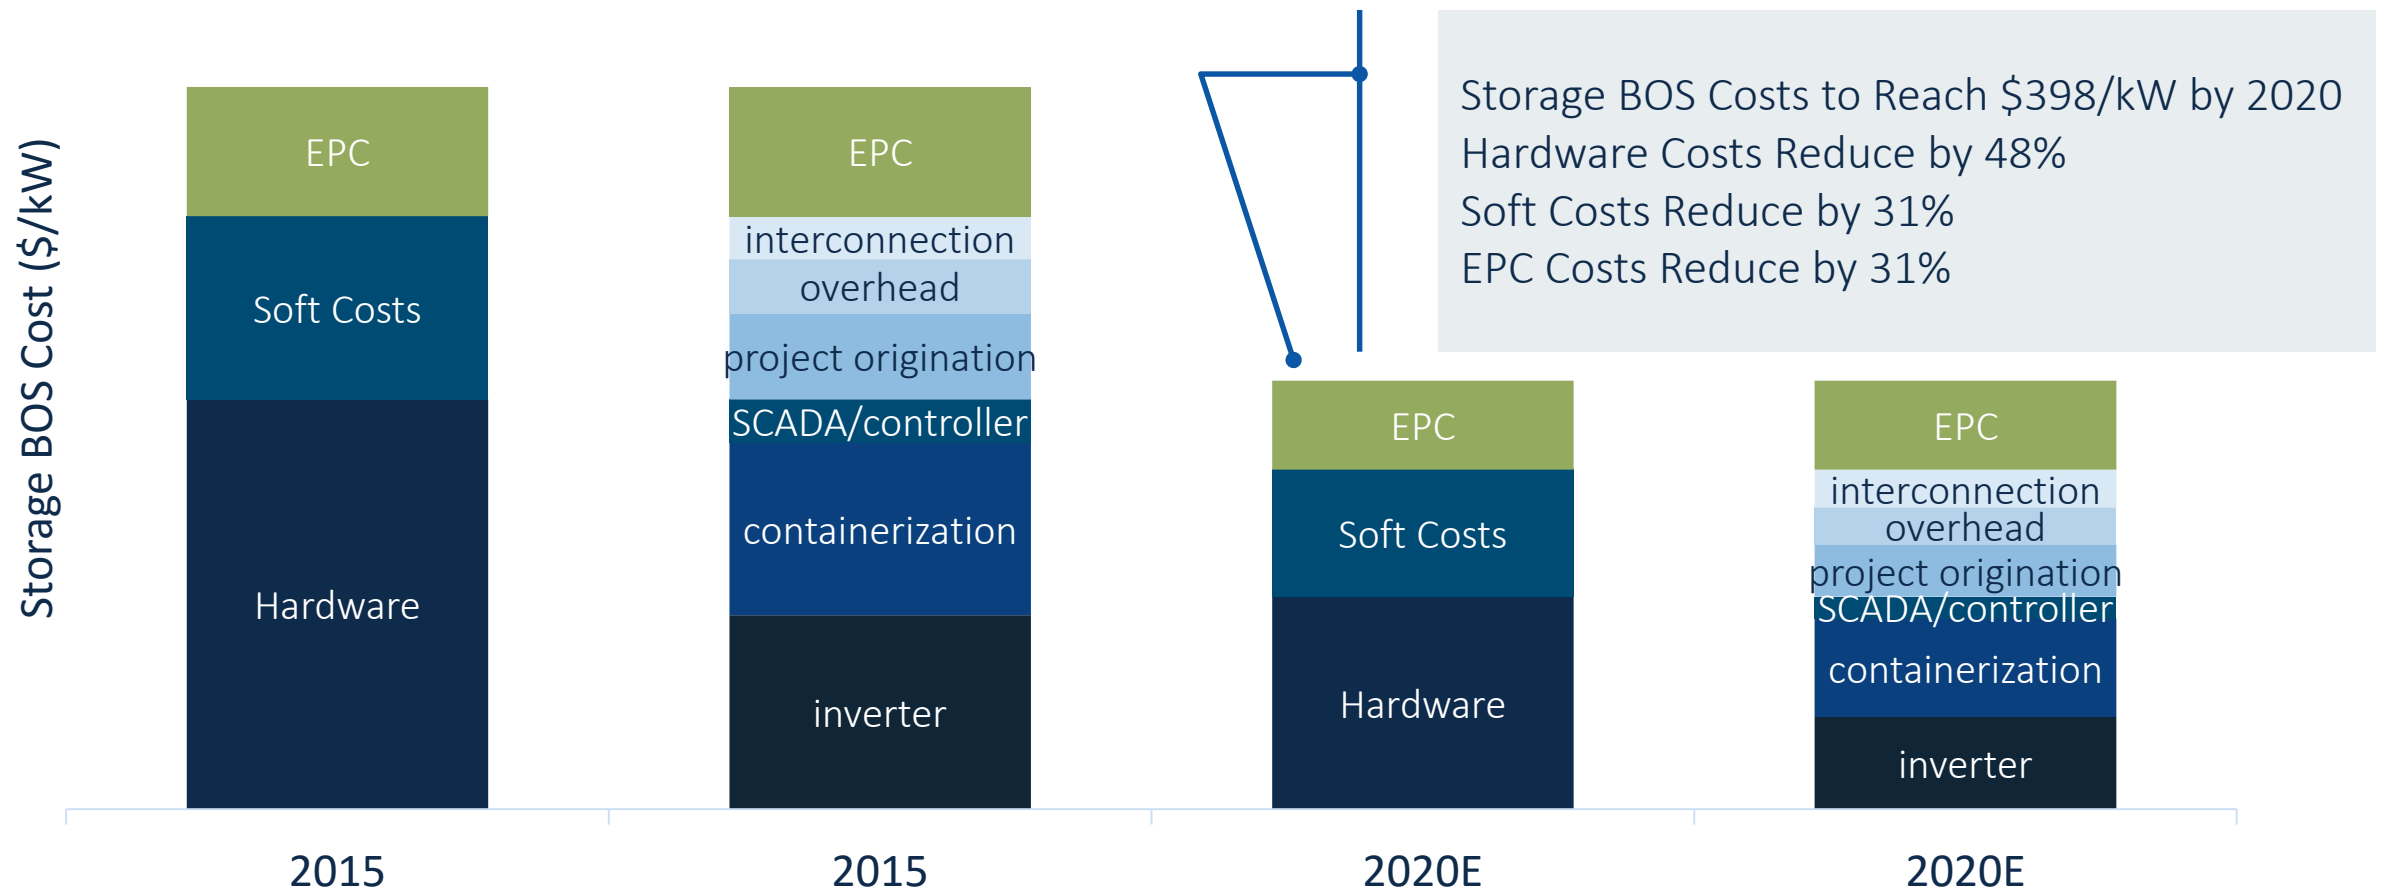 Storage BOS Cost ($/kW)
EPC
Soft Costs
Hardware
2015
EPC
interconnection
overhead
project origination
SCADA/controller
containerization
inverter
2015
Storage BOS Costs to Reach $398/kW by 2020
Hardware Costs Reduce by 48%
Soft Costs Reduce by 31%
EPC Costs Reduce by 31%
EPC
Soft Costs
Hardware
2020E
EPC
interconnection
overhead
project origination
SCADA/controller
containerization
inverter
2020E